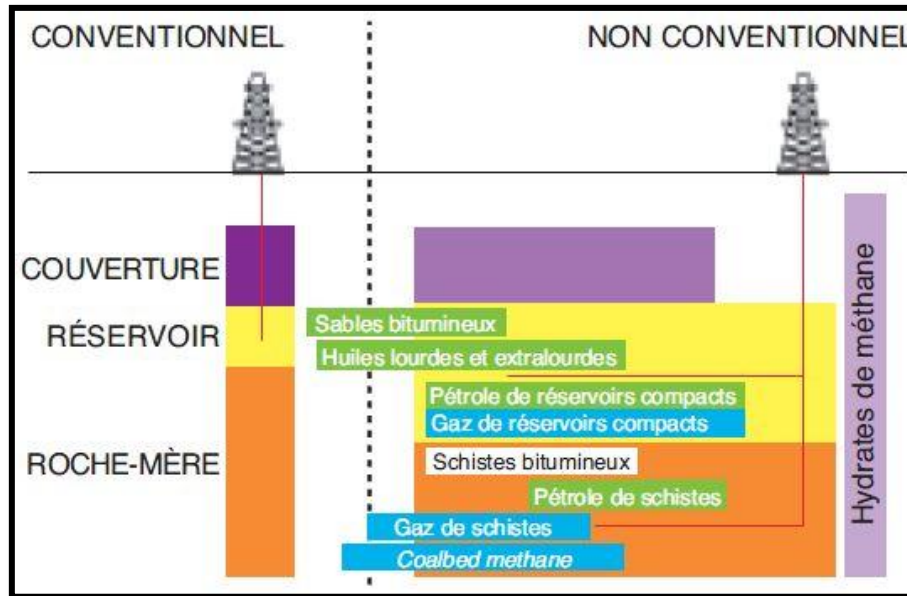 CONVENTIONNEL
NON CONVENTIONNEL
COUVERTURE
RÉSERVOIR
ROCHE-MÈRE
Sables bitumineux
Huiles lourdes et extralourdes
Pétrole de réservoirs compacts
Gaz de réservoirs compacts
Schistes bitumineux
Pétrole de schistes
Gaz de schistes
Coalbed methane
Hydrates de méthane